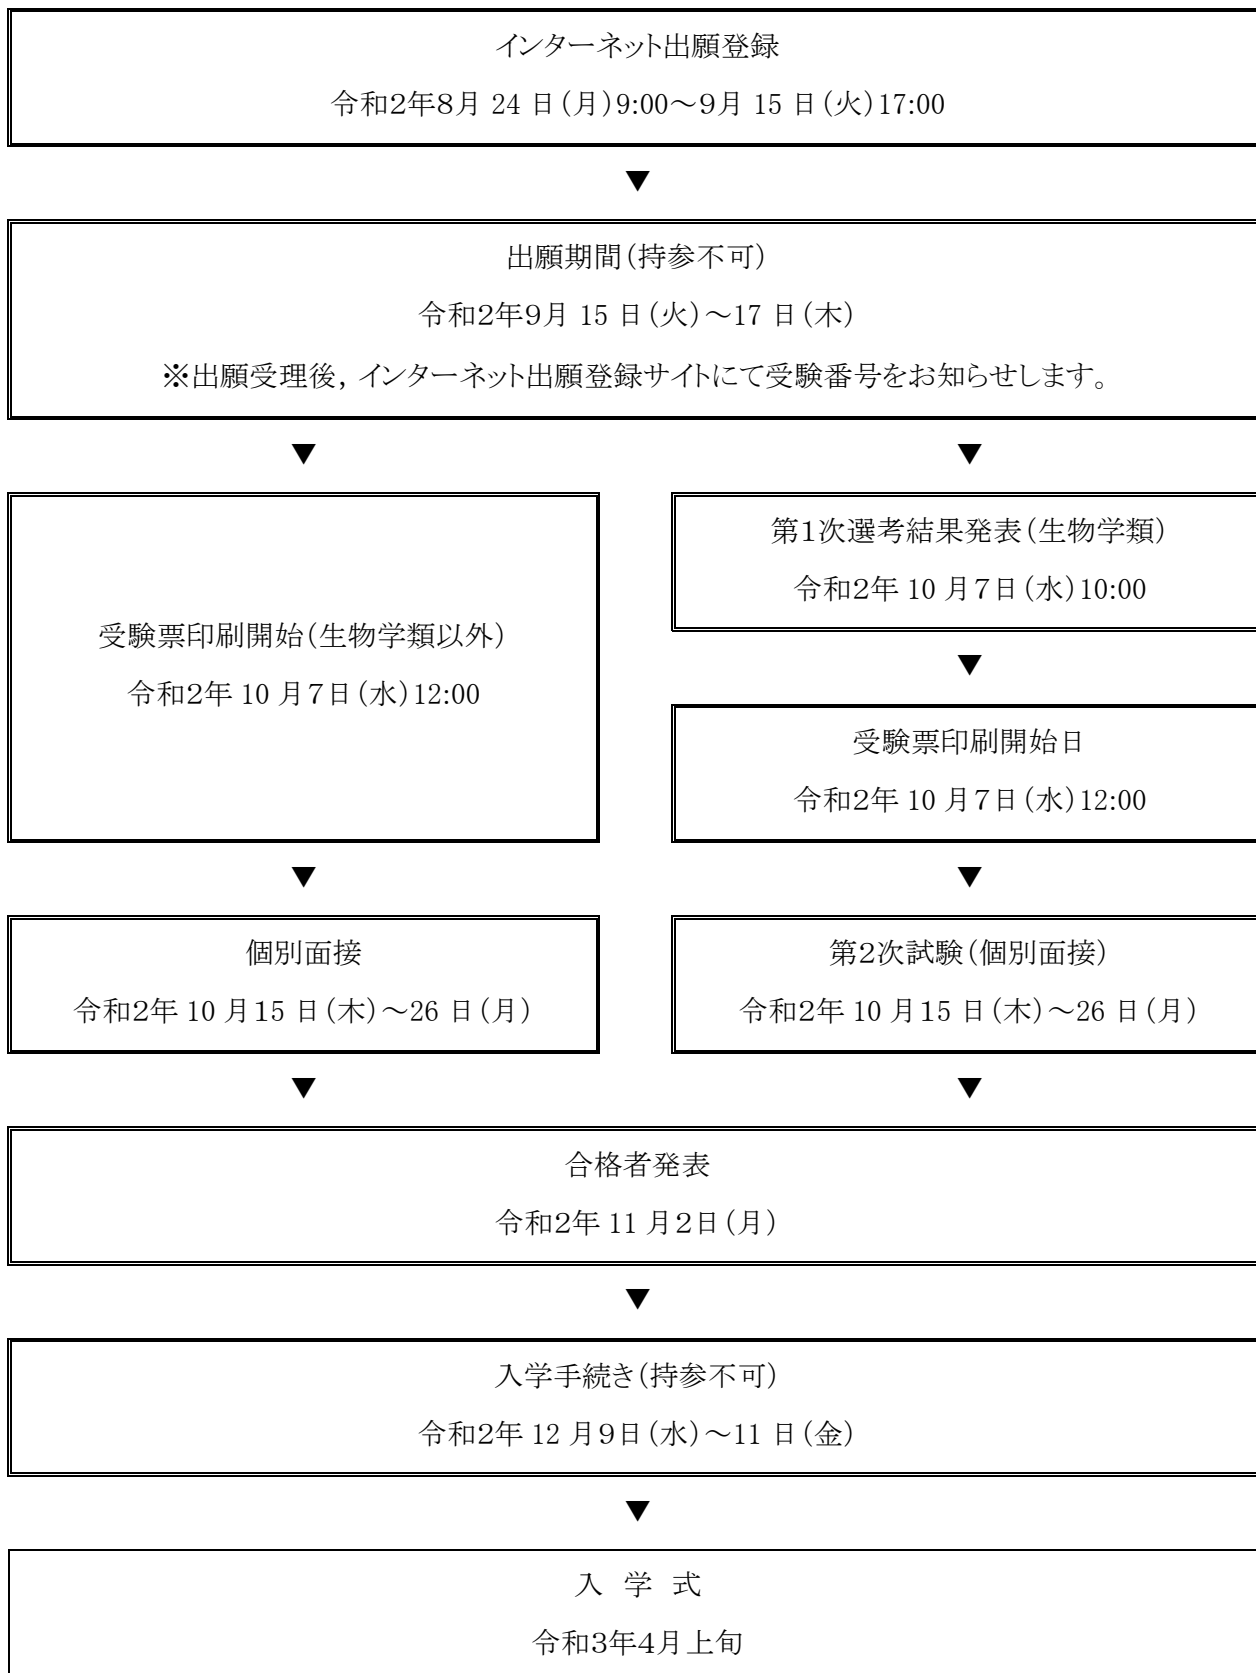 インターネット出願登録
令和２年８月 24 日（月）9:00～９月 15 日（火）17:00
▼
出願期間（持参不可）
令和２年９月 15 日（火）～17 日（木）
※出願受理後，インターネット出願登録サイトにて受験番号をお知らせします。
▼
▼
受験票印刷開始（生物学類以外）
令和２年 10 月７日（水）12:00
第１次選考結果発表（生物学類）
令和２年 10 月７日（水）10:00
▼
受験票印刷開始日
令和２年 10 月７日（水）12:00
▼
▼
個別面接
令和２年 10 月１５ 日（木）～26 日（月）
第２次試験（個別面接）
令和２年 10 月１５ 日（木）～26 日（月）
▼
▼
合格者発表
令和２年 11 月２日（月）
▼
入学手続き（持参不可）
令和２年 12 月９日（水）～11 日（金）
▼
入 学 式
令和３年４月上旬